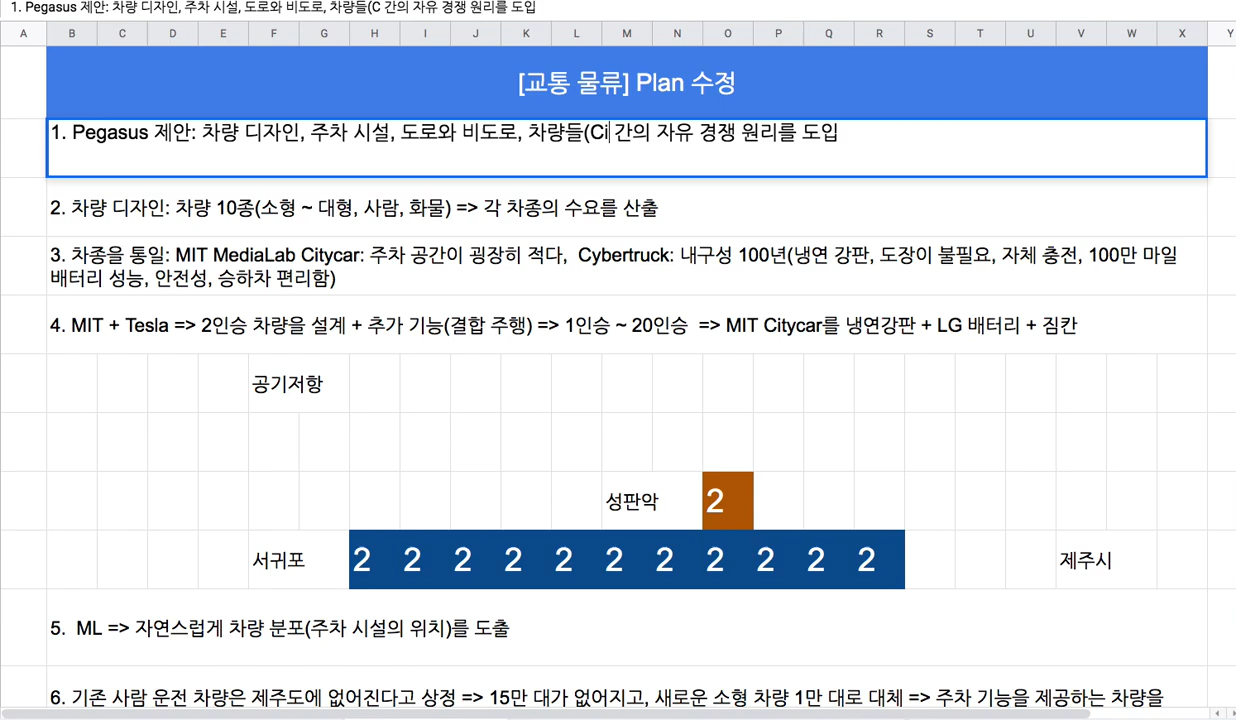 1. Pegasus 제안: 차량 디자인, 주차 시설, 도로와 비도로, 차량들(C 간의 자유 경쟁 원리를 도입
A B C D E F G H I J K L M N O P Q R S T U V W X Y
[교통 물류] Plan 수정
1. Pegasus 제안: 차량 디자인, 주차 시설, 도로와 비도로, 차량들(Ci 간의 자유 경쟁 원리를 도입
2. 차량 디자인: 차량 10종(소형 ~ 대형, 사람, 화물) => 각 차종의 수요를 산출
3. 차종을 통일: MIT MediaLab Citycar: 주차 공간이 굉장히 적다, Cybertruck: 내구성 100년(냉연 강판, 도장이 불필요, 자체 충전, 100만 마일
배터리 성능, 안전성, 승하차 편리함)
4. MIT + Tesla => 2인승 차량을 설계 + 추가 기능(결합 주행) => 1인승 ~ 20인승 => MIT Citycar를 냉연강판 + LG 배터리 + 짐칸
공기저항
성판악 2
서귀포 2 2 2 2 2 2 2 2 2 2 2 제주시
5. ML => 자연스럽게 차량 분포(주차 시설의 위치)를 도출
6. 기존 사람 운전 차량은 제주도에 없어진다고 상정 => 15만 대가 없어지고, 새로운 소형 차량 1만 대로 대체 => 주차 기능을 제공하는 차량을